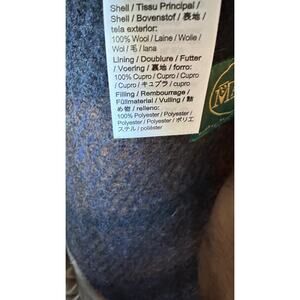 Shell / Tissu Principal /
Shell / Bovenstof / 表地 /
tela exterior:
100% Wool / Laine / Wolle /
Wol / 毛 / lana
Lining / Doublure / Futter
/ Voering / 裏地 / forro:
100% Cupro / Cupro / Cupro
/ Cupro / キュプラ / cupro
Filling / Rembourrage /
Füllmaterial / Vulling / 詰
め物 / relleno:
100% Polyester / Polyester /
Polyester / Polyester / ポリエ
ステル / poliéster